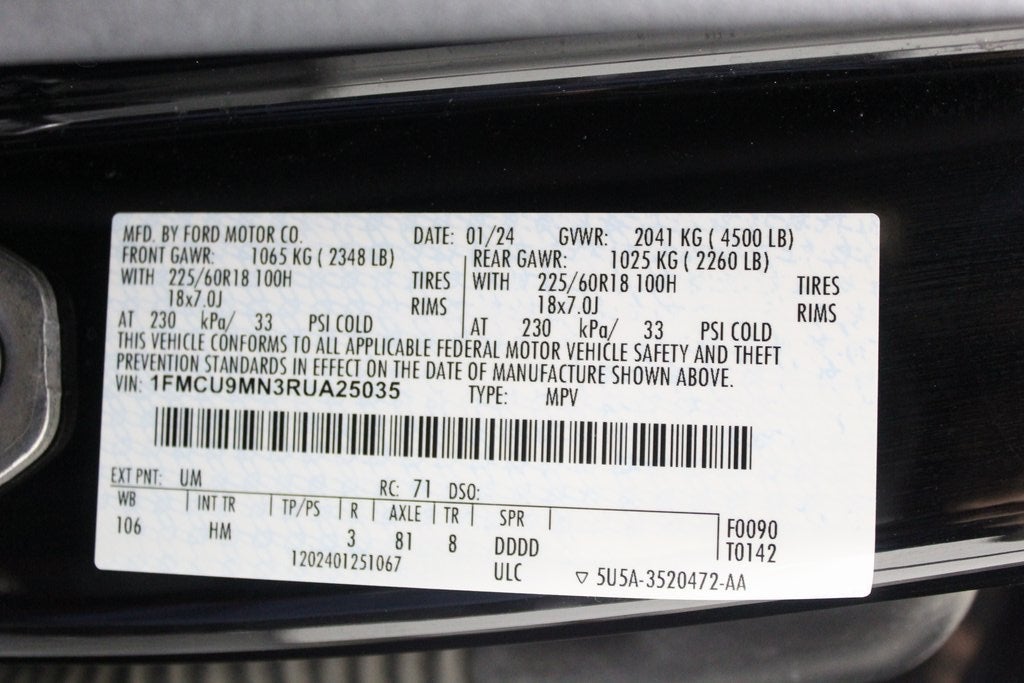 MFD. BY FORD MOTOR CO. DATE: 01/24 GVWR: 2041 KG ( 4500 LB)
FRONT GAWR: 1065 KG ( 2348 LB) REAR GAWR: 1025 KG ( 2260 LB)
WITH 225/60R18 100H TIRES WITH 225/60R18 100H TIRES
18x7.0J RIMS 18x7.0J RIMS
AT 230 kPa/ 33 PSI COLD AT 230 kPa/ 33 PSI COLD
THIS VEHICLE CONFORMS TO ALL APPLICABLE FEDERAL MOTOR VEHICLE SAFETY AND THEFT
PREVENTION STANDARDS IN EFFECT ON THE DATE OF MANUFACTURE SHOWN ABOVE.
VIN: 1FMCU9MN3RUA25035 TYPE: MPV
EXT PNT: UM RC: 71 DSO:
WB INT TR TP/PS R AXLE TR SPR
106 HM 3 81 8 DDDD F0090
T0142
1202401251067 ULC ▽ 5U5A-3520472-AA